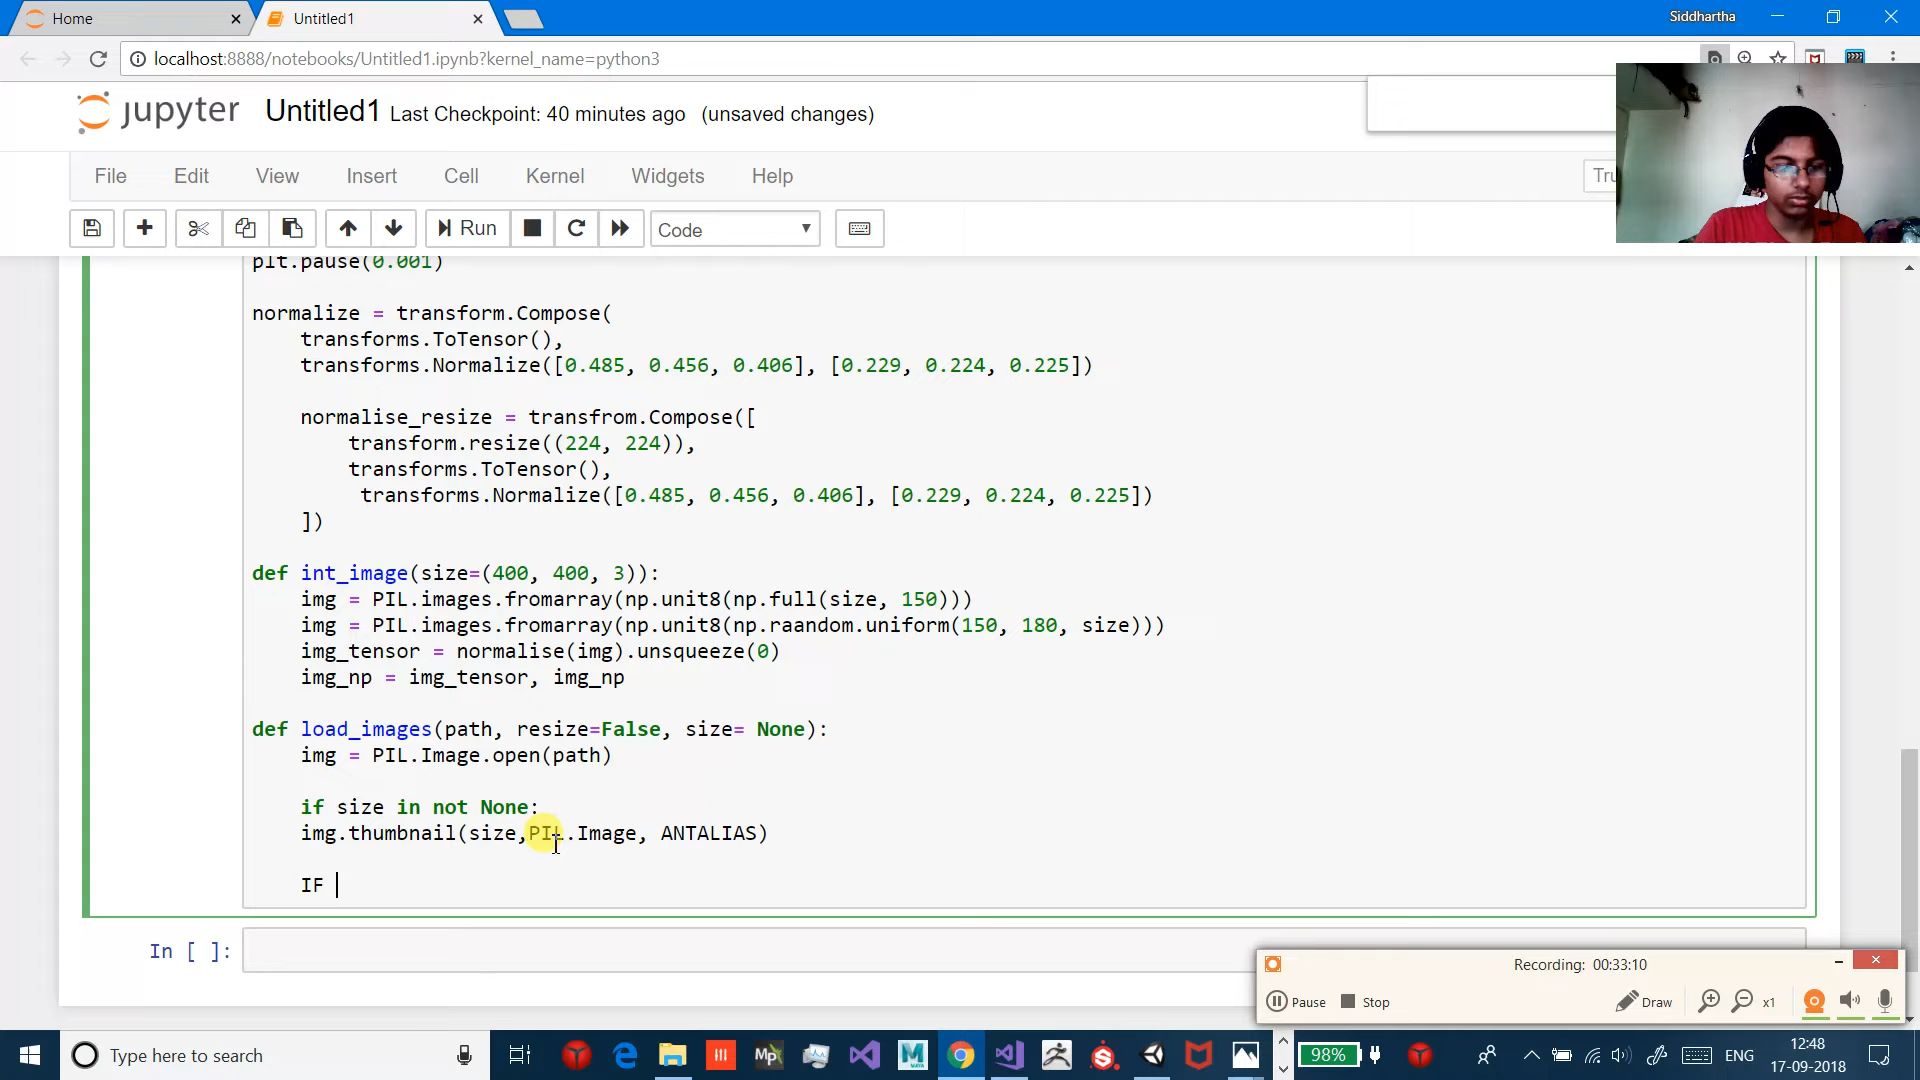 Home
Untitled1
Siddhartha
localhost:8888/notebooks/Untitled1.ipynb?kernel_name=python3
jupyter Untitled1 Last Checkpoint: 40 minutes ago (unsaved changes)
File Edit View Insert Cell Kernel Widgets Help
Run Code
plt.pause(0.001)
normalize = transform.Compose(
transforms.ToTensor(),
transforms.Normalize([0.485, 0.456, 0.406], [0.229, 0.224, 0.225])
normalise_resize = transfrom.Compose([
transform.resize((224, 224)),
transforms.ToTensor(),
transforms.Normalize([0.485, 0.456, 0.406], [0.229, 0.224, 0.225])
])
def int_image(size=(400, 400, 3)):
img = PIL.images.fromarray(np.unit8(np.full(size, 150)))
img = PIL.images.fromarray(np.unit8(np.raandom.uniform(150, 180, size)))
img_tensor = normalise(img).unsqueeze(0)
img_np = img_tensor, img_np
def load_images(path, resize=False, size= None):
img = PIL.Image.open(path)
if size in not None:
img.thumbnail(size,PIL.Image, ANTALIAS)
IF
In [ ]:
Recording: 00:33:10
Pause Stop Draw x1
Type here to search
98%
ENG
12:48
17-09-2018